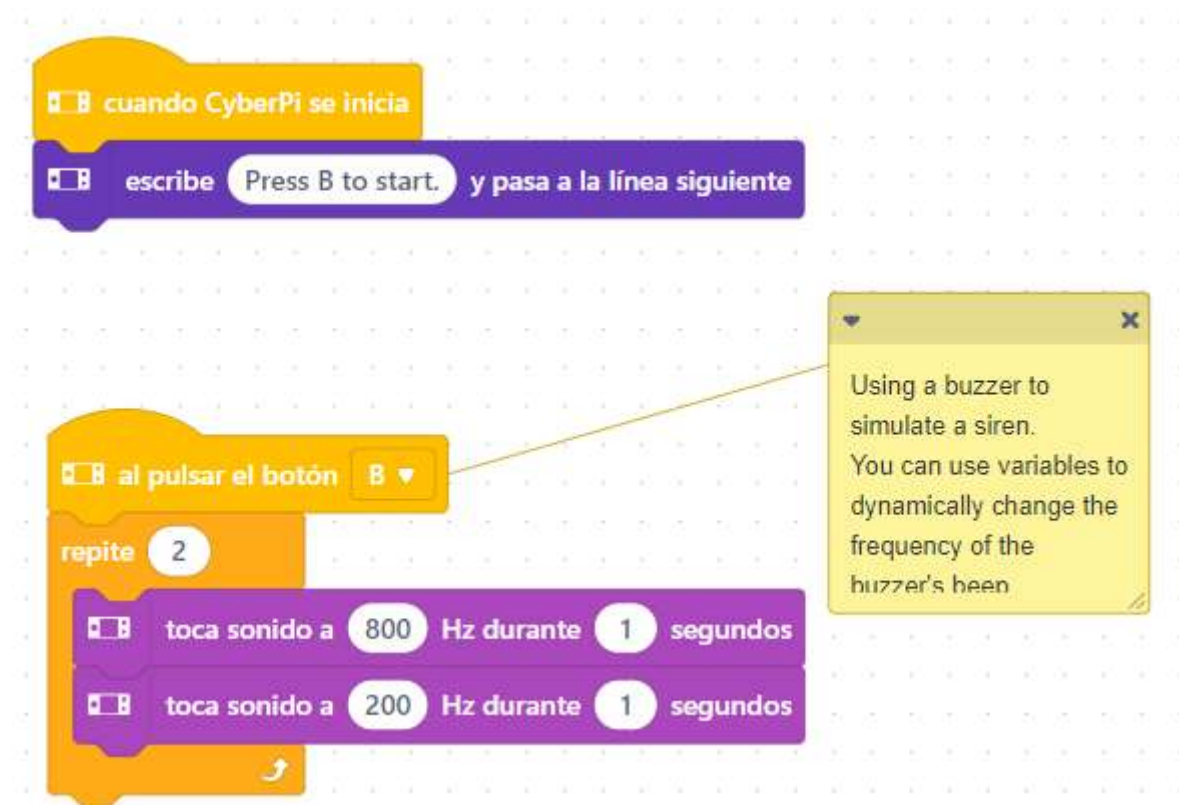 cuando CyberPi se inicia
escribe Press B to start. y pasa a la línea siguiente
al pulsar el botón B
repite 2
toca sonido a 800 Hz durante 1 segundos
toca sonido a 200 Hz durante 1 segundos
Using a buzzer to
simulate a siren.
You can use variables to
dynamically change the
frequency of the
buzzer's